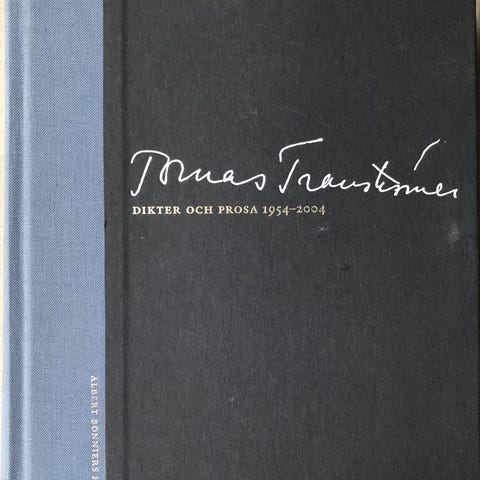 Tomas Tranströmer
DIKTER OCH PROSA 1954–2004
ALBERT BONNIERS